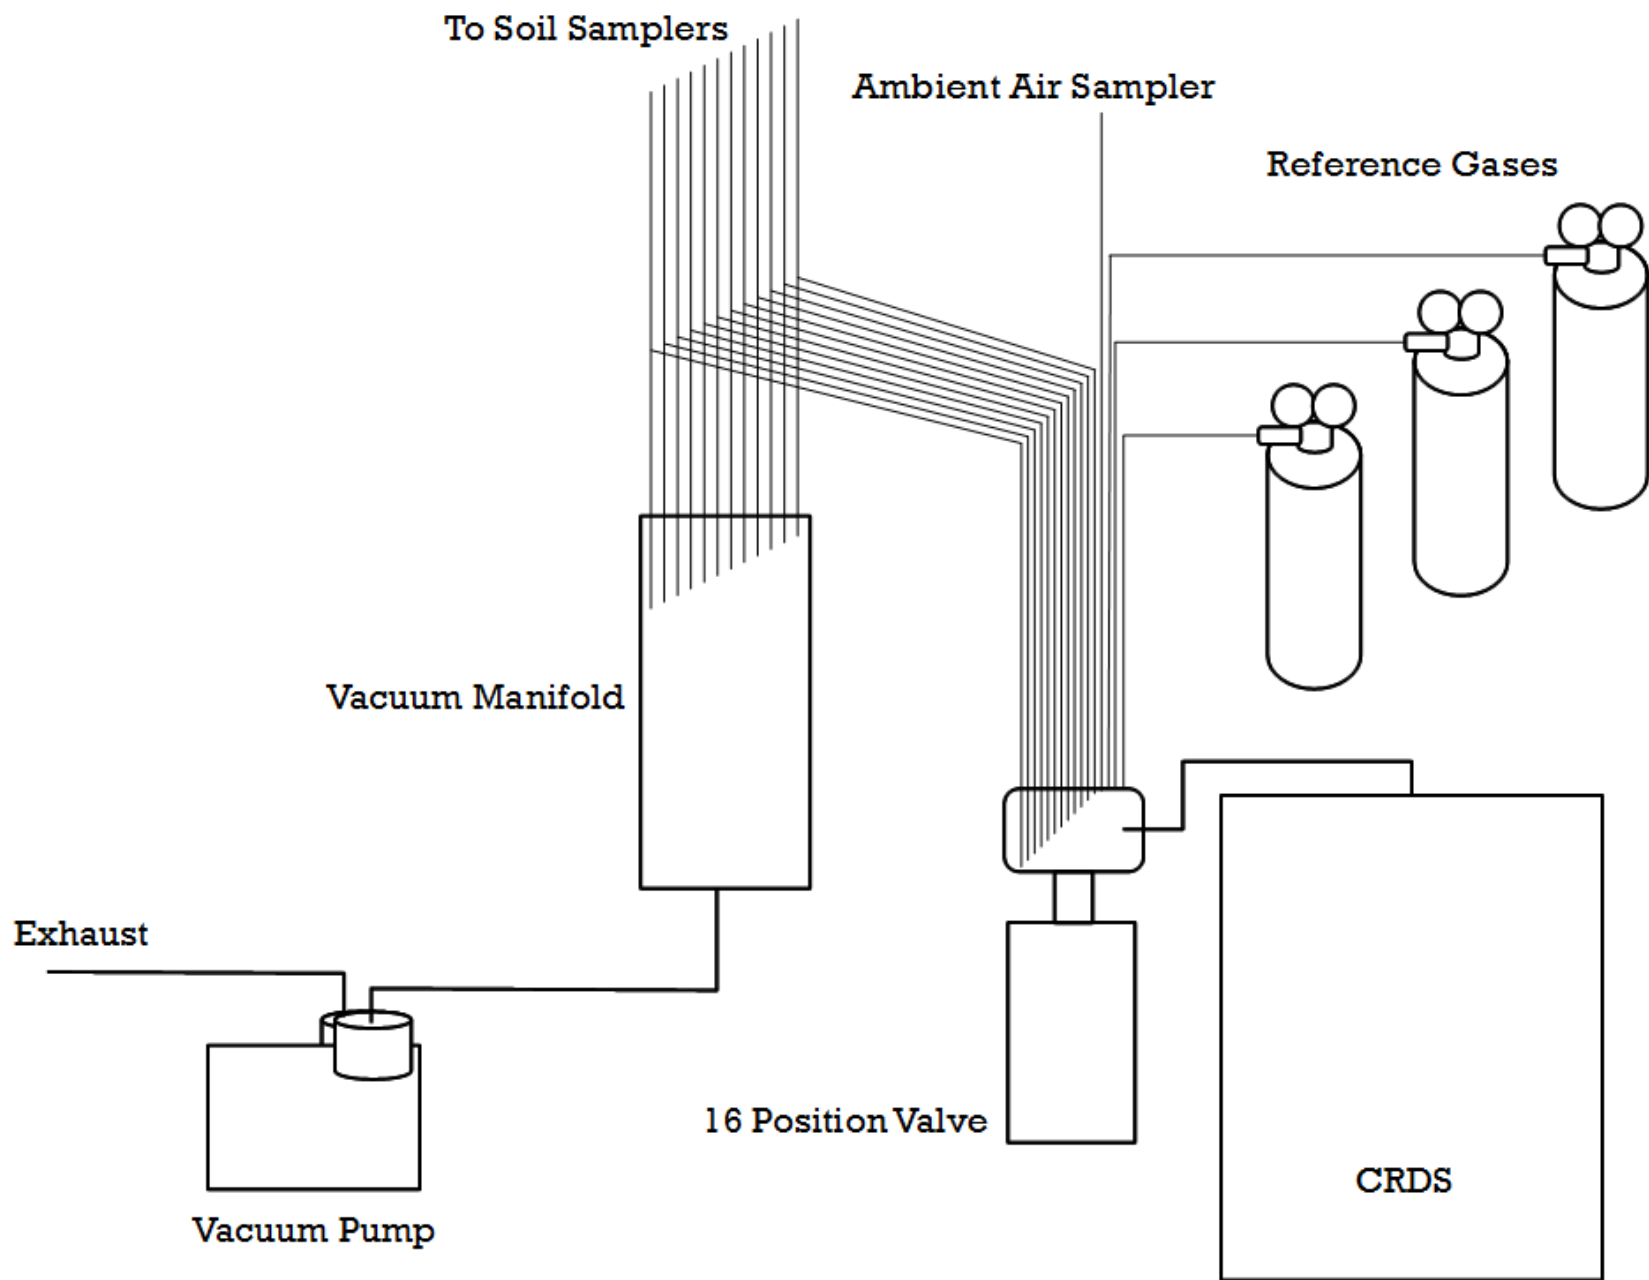 To Soil Samplers
Ambient Air Sampler
Reference Gases
Vacuum Manifold
Exhaust
16 Position Valve
CRDS
Vacuum Pump